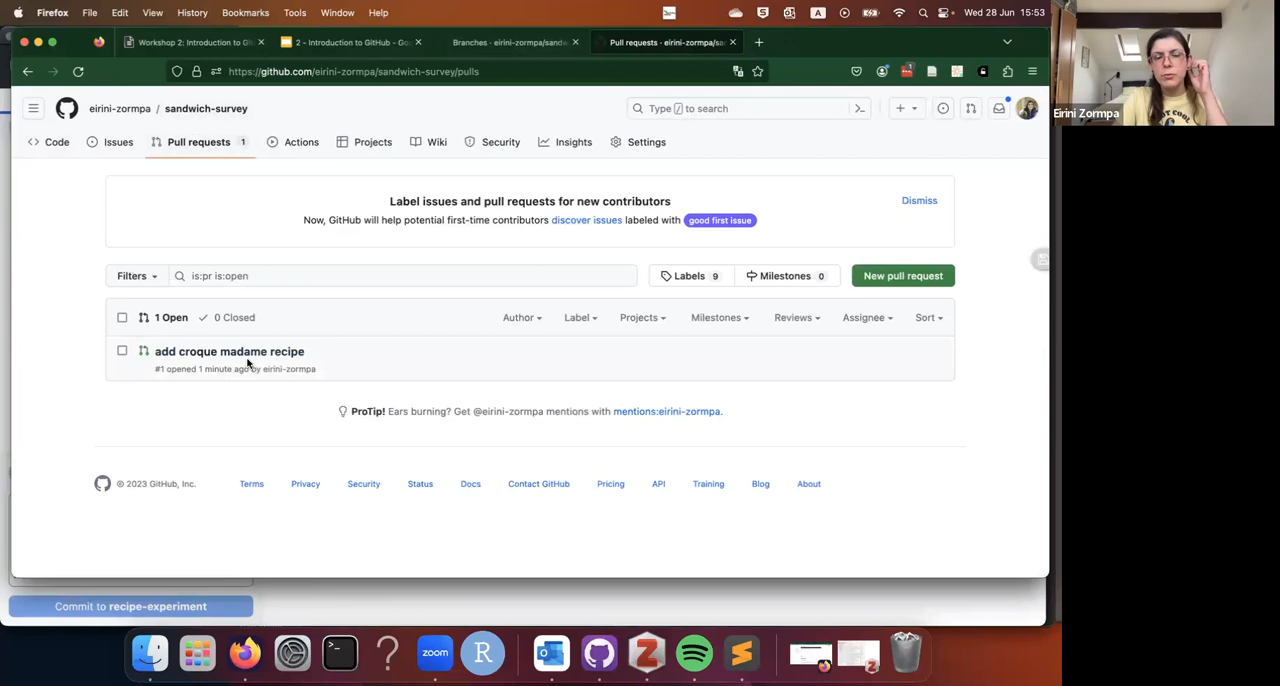 Firefox File Edit View History Bookmarks Tools Window Help
A Wed 28 Jun 15:53
Workshop 2: Introduction to Gi
2 - Introduction to GitHub - Goo
Branches · eirini-zormpa/sandw
Pull requests · eirini-zormpa/sa
https://github.com/eirini-zormpa/sandwich-survey/pulls
1
eirini-zormpa / sandwich-survey
Type / to search
Code Issues Pull requests 1 Actions Projects Wiki Security Insights Settings
Label issues and pull requests for new contributors
Dismiss
Now, GitHub will help potential first-time contributors discover issues labeled with good first issue
Filters is:pr is:open Labels 9 Milestones 0 New pull request
1 Open 0 Closed Author Label Projects Milestones Reviews Assignee Sort
add croque madame recipe
#1 opened 1 minute ago by eirini-zormpa
ProTip! Ears burning? Get @eirini-zormpa mentions with mentions:eirini-zormpa.
© 2023 GitHub, Inc. Terms Privacy Security Status Docs Contact GitHub Pricing API Training Blog About
Commit to recipe-experiment
zoom R Z
Eirini Zormpa